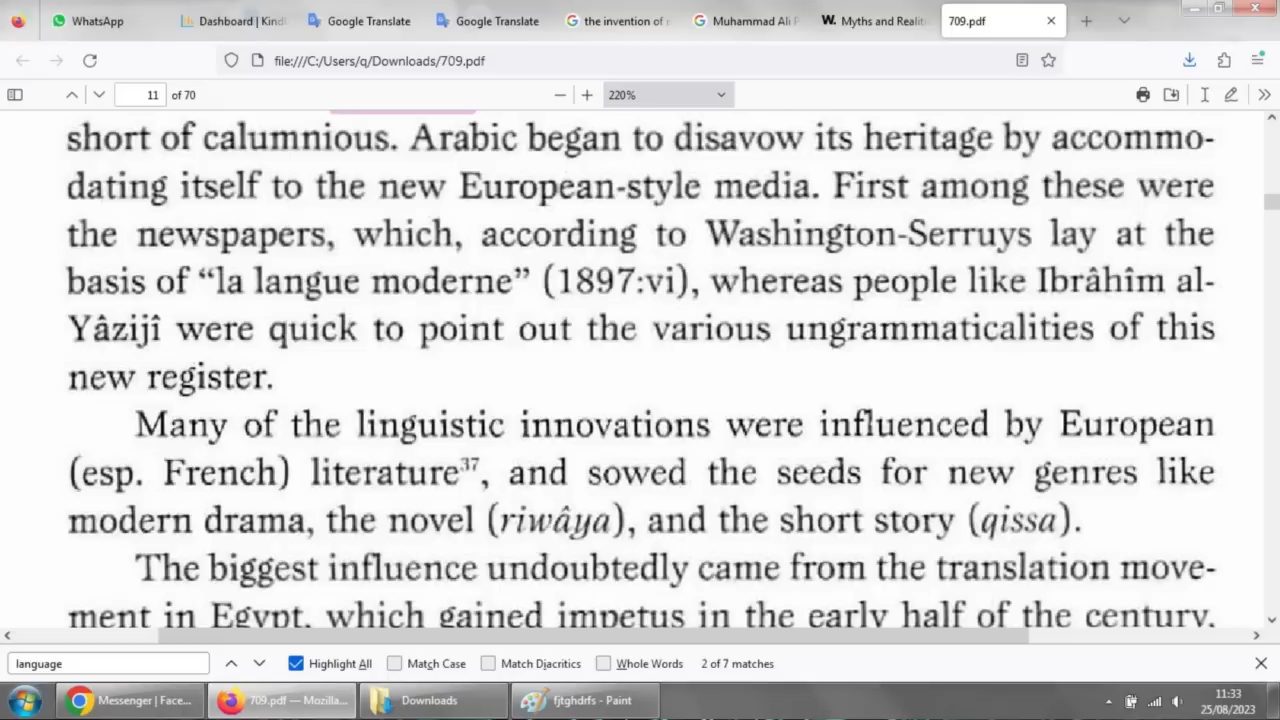 WhatsApp
Dashboard | Kindl
Google Translate
Google Translate
the invention of
Muhammad Ali P
W. Myths and Realit
709.pdf
file:///C:/Users/q/Downloads/709.pdf
11 of 70
220%
short of calumnious. Arabic began to disavow its heritage by accommo-
dating itself to the new European-style media. First among these were
the newspapers, which, according to Washington-Serruys lay at the
basis of “la langue moderne” (1897:vi), whereas people like Ibrâhîm al-
Yâzijî were quick to point out the various ungrammaticalities of this
new register.
Many of the linguistic innovations were influenced by European
(esp. French) literature³⁷, and sowed the seeds for new genres like
modern drama, the novel (riwâya), and the short story (qissa).
The biggest influence undoubtedly came from the translation move-
ment in Egypt, which gained impetus in the early half of the century,
language
Highlight All
Match Case
Match Diacritics
Whole Words
2 of 7 matches
Messenger | Face...
709.pdf — Mozilla...
Downloads
fjtghdrfs - Paint
11:33
25/08/2023